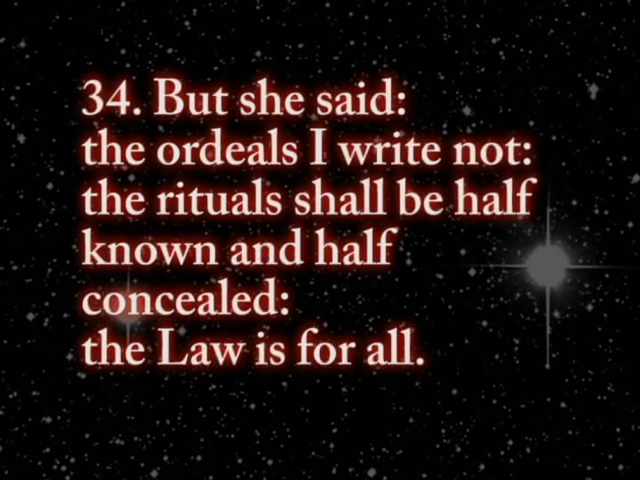 34. But she said:
the ordeals I write not:
the rituals shall be half
known and half
concealed:
the Law is for all.